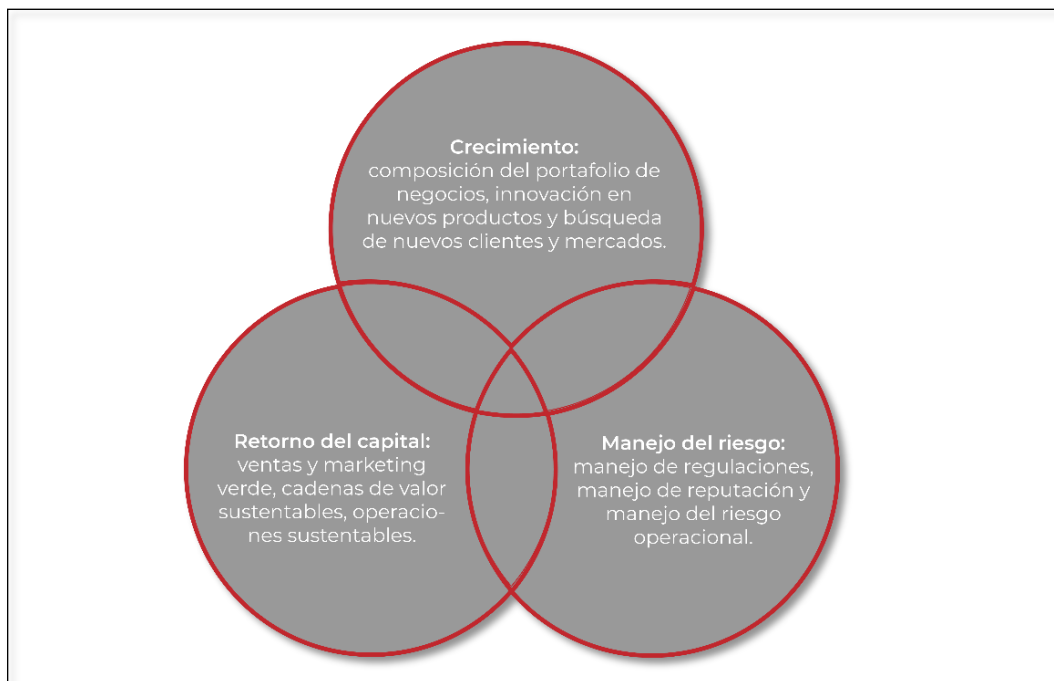 Crecimiento:
composición del portafolio de
negocios, innovación en
nuevos productos y búsqueda
de nuevos clientes y mercados.
Retorno del capital:
ventas y marketing
verde, cadenas de valor
sustentables, operacio-
nes sustentables.
Manejo del riesgo:
manejo de regulaciones,
manejo de reputación y
manejo del riesgo
operacional.